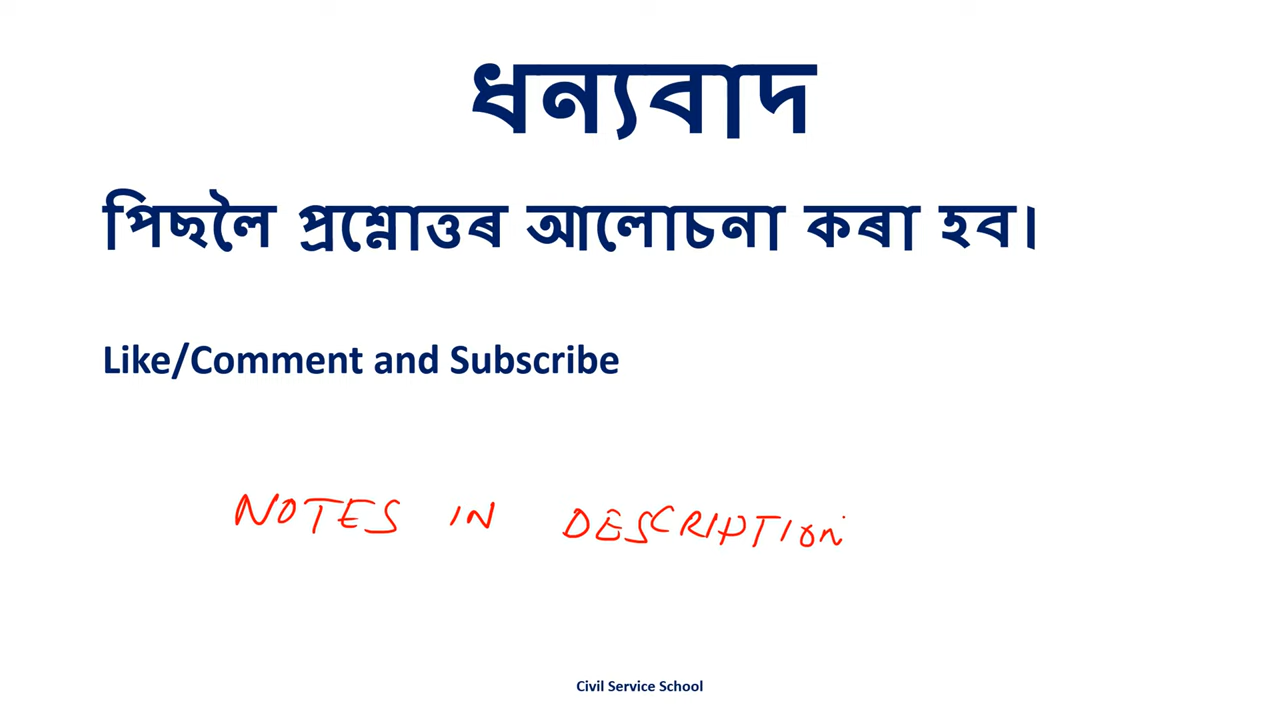 ধন্যবাদ
পিছলৈ প্ৰশ্নোত্তৰ আলোচনা কৰা হব।
Like/Comment and Subscribe
NOTES IN DESCRIPTION
Civil Service School